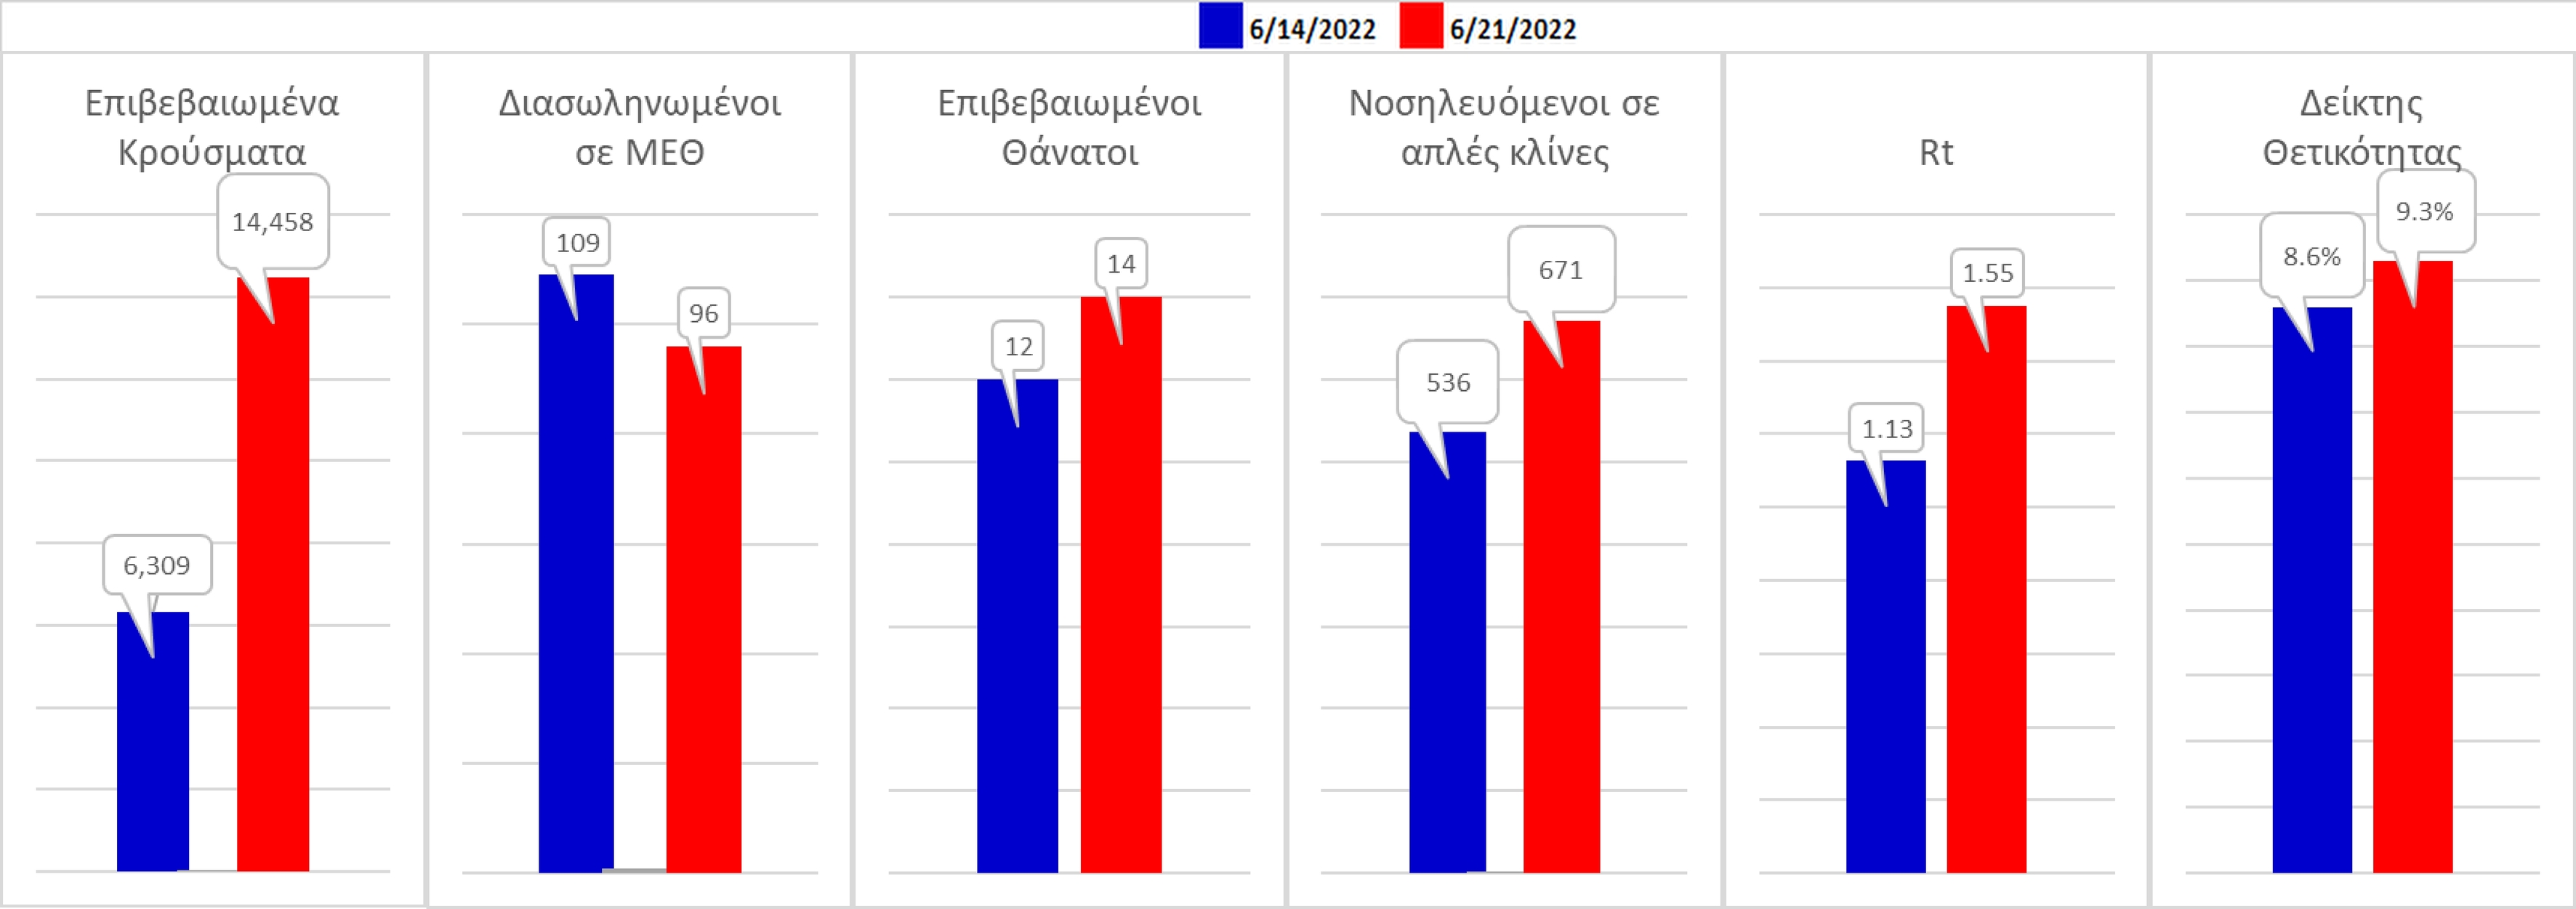 6/14/2022 6/21/2022
Επιβεβαιωμένα
Κρούσματα
14,458
6,309
Διασωληνωμένοι
σε ΜΕΘ
109
96
Επιβεβαιωμένοι
Θάνατοι
14
12
Νοσηλευόμενοι σε
απλές κλίνες
671
536
Rt
1.55
1.13
Δείκτης
Θετικότητας
9.3%
8.6%